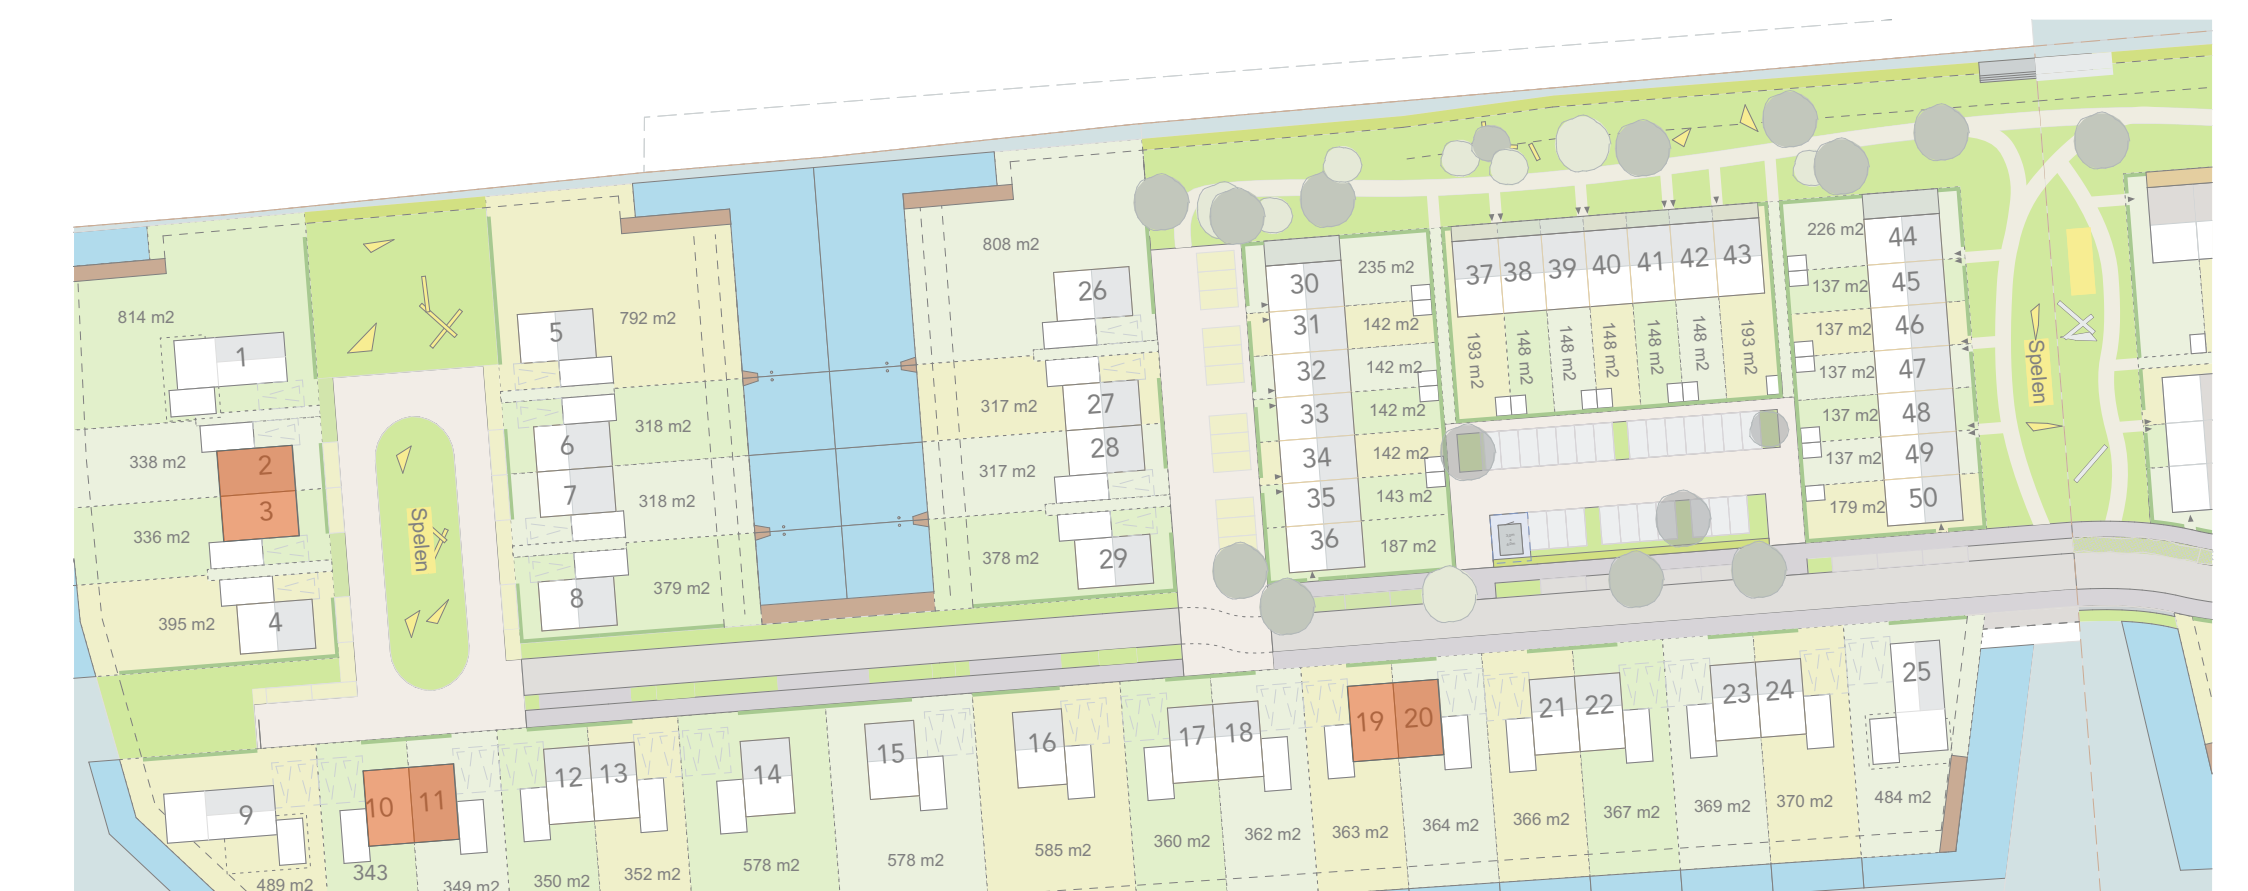 814 m2
1
338 m2
2
336 m2
3
395 m2
4
Spelen
5
792 m2
6
318 m2
7
318 m2
8
379 m2
808 m2
26
317 m2
27
317 m2
28
378 m2
29
30
235 m2
31
142 m2
32
142 m2
33
142 m2
34
142 m2
35
143 m2
36
187 m2
37
38
39
40
41
42
43
193 m2
148 m2
148 m2
148 m2
148 m2
148 m2
193 m2
226 m2
44
137 m2
45
137 m2
46
137 m2
47
137 m2
48
137 m2
49
179 m2
50
Spelen
9
489 m2
10
343
11
349 m2
12
350 m2
13
352 m2
14
578 m2
15
578 m2
16
585 m2
17
360 m2
18
362 m2
19
363 m2
20
364 m2
21
366 m2
22
367 m2
23
369 m2
24
370 m2
25
484 m2